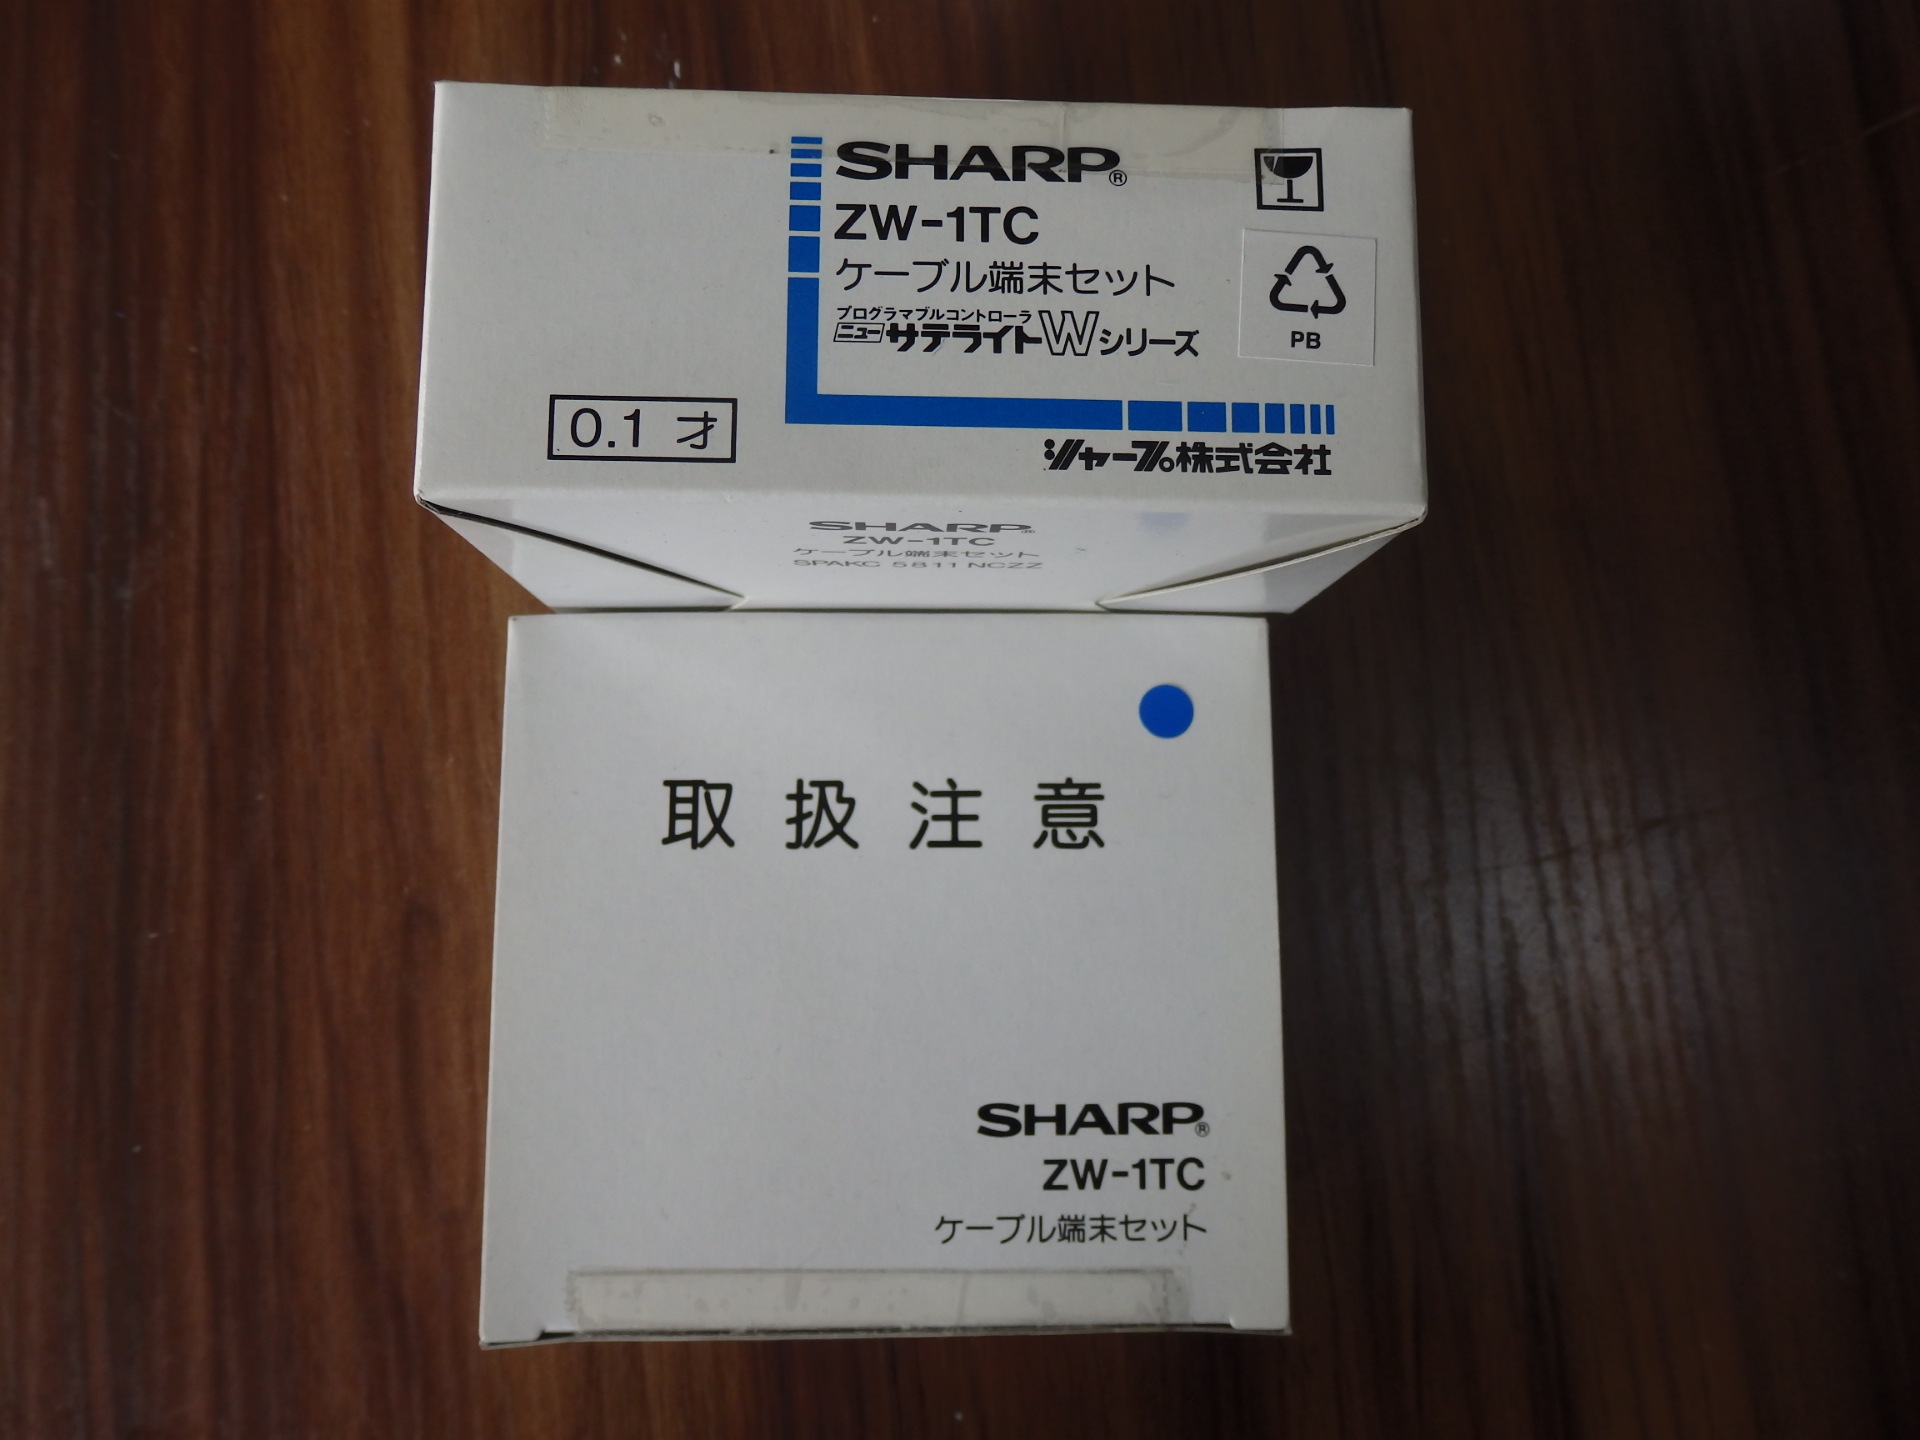 SHARP®
ZW-1TC
ケーブル端末セット
プログラマブルコントローラ
ニューサテライトWシリーズ
PB
0.1 才
シャープ株式会社
SHARP®
ZW-1TC
ケーブル端末セット
SPAKC 5811 NCZZ
取扱注意
SHARP®
ZW-1TC
ケーブル端末セット